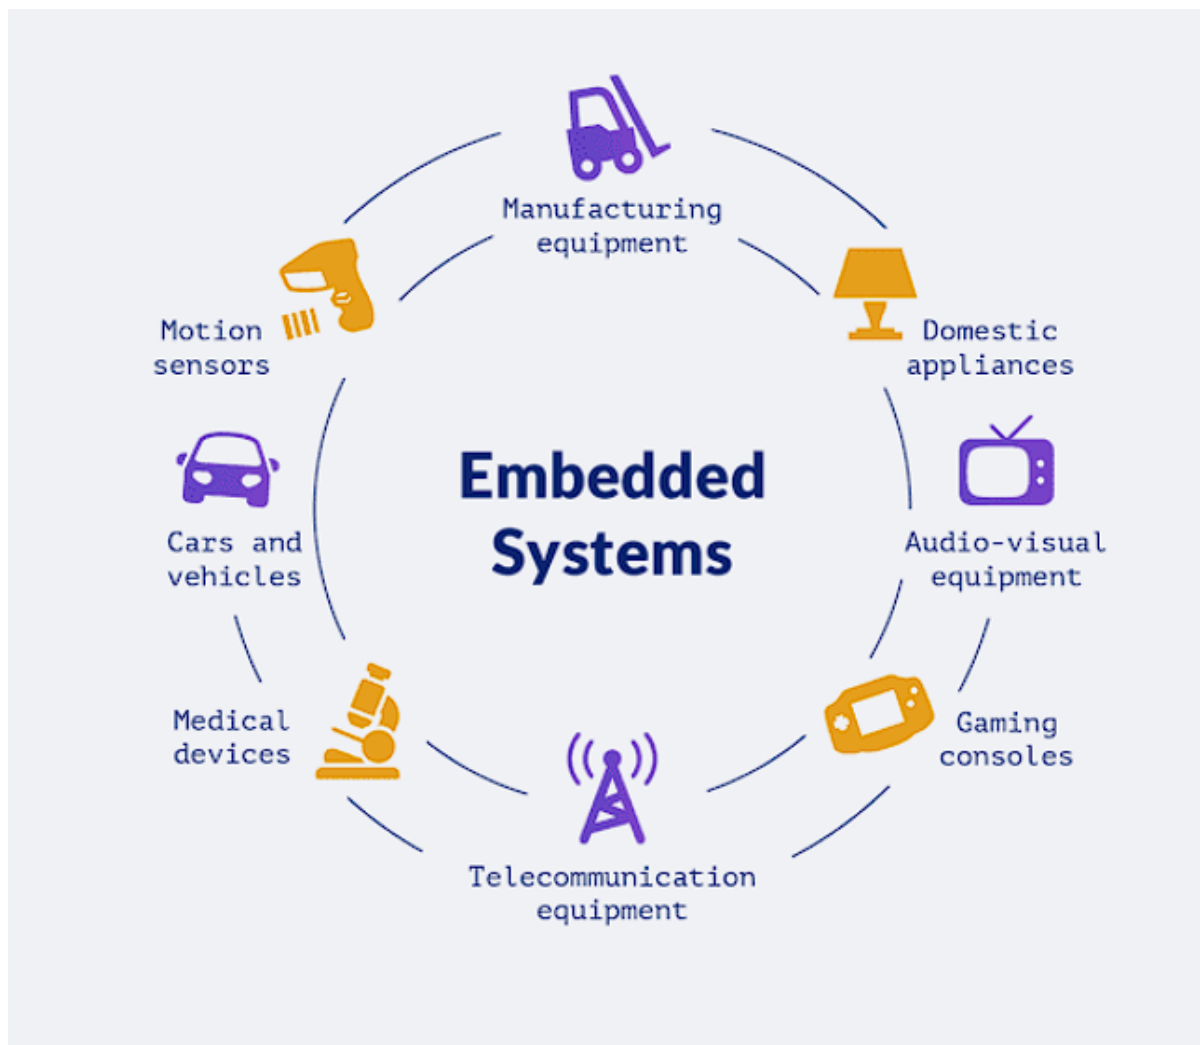 Manufacturing
equipment
Motion
sensors
Domestic
appliances
Embedded
Systems
Cars and
vehicles
Audio-visual
equipment
Medical
devices
Gaming
consoles
Telecommunication
equipment